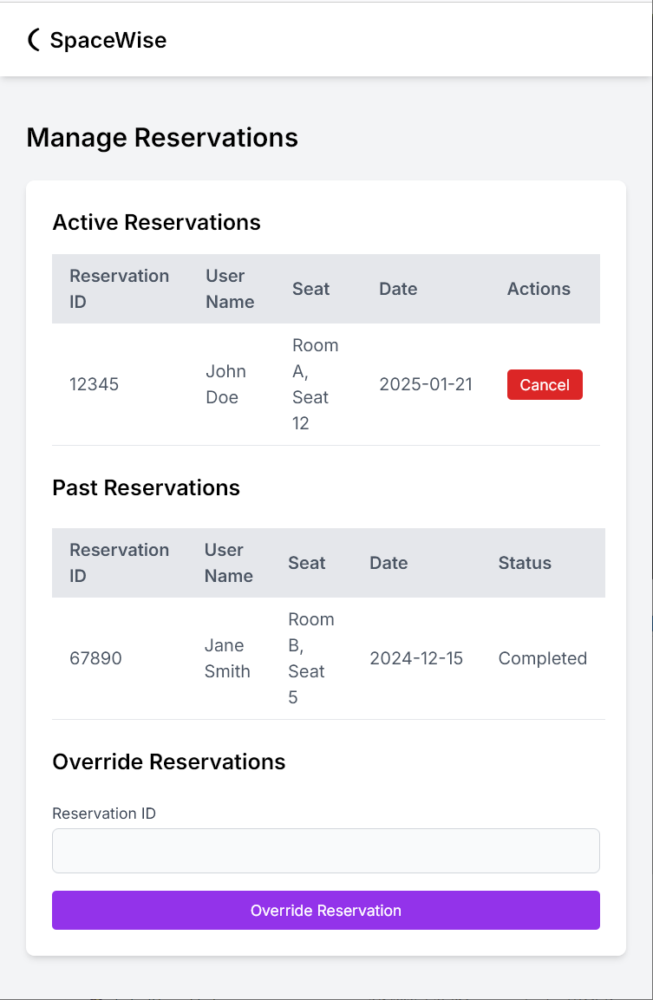 SpaceWise
Manage Reservations
Active Reservations
Reservation ID User Name Seat Date Actions
12345 John Doe Room A, Seat 12 2025-01-21 Cancel
Past Reservations
Reservation ID User Name Seat Date Status
67890 Jane Smith Room B, Seat 5 2024-12-15 Completed
Override Reservations
Reservation ID
Override Reservation